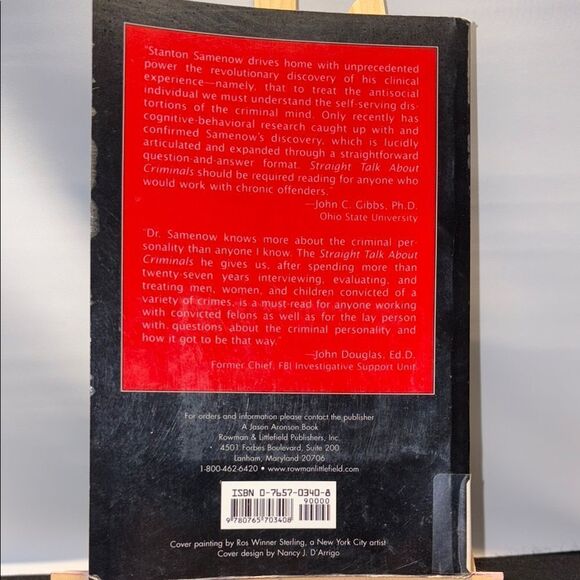 "Stanton Samenow drives home with unprecedented
power the revolutionary discovery of his clinical
experience—namely, that to treat the antisocial
individual we must understand the self-serving dis-
tortions of the criminal mind. Only recently has
cognitive-behavioral research caught up with and
confirmed Samenow's discovery, which is lucidly
articulated and expanded through a straightforward
question-and-answer format. Straight Talk About
Criminals should be required reading for anyone who
would work with chronic offenders."
—John C. Gibbs, Ph.D.
Ohio State University
"Dr. Samenow knows more about the criminal per-
sonality than anyone I know. The Straight Talk About
Criminals he gives us, after spending more than
twenty-seven years interviewing, evaluating, and
treating men, women, and children convicted of a
variety of crimes, is a must-read for anyone working
with convicted felons as well as for the lay person
with questions about the criminal personality and
how it got to be that way."
—John Douglas, Ed.D.
Former Chief, FBI Investigative Support Unit
For orders and information please contact the publisher
A Jason Aronson Book
Rowman & Littlefield Publishers, Inc.
4501 Forbes Boulevard, Suite 200
Lanham, Maryland 20706
1-800-462-6420 • www.rowmanlittlefield.com
ISBN 0-7657-0340-8
90000
9 780765 703408
Cover painting by Ros Winner Sterling, a New York City artist
Cover design by Nancy J. D'Arrigo